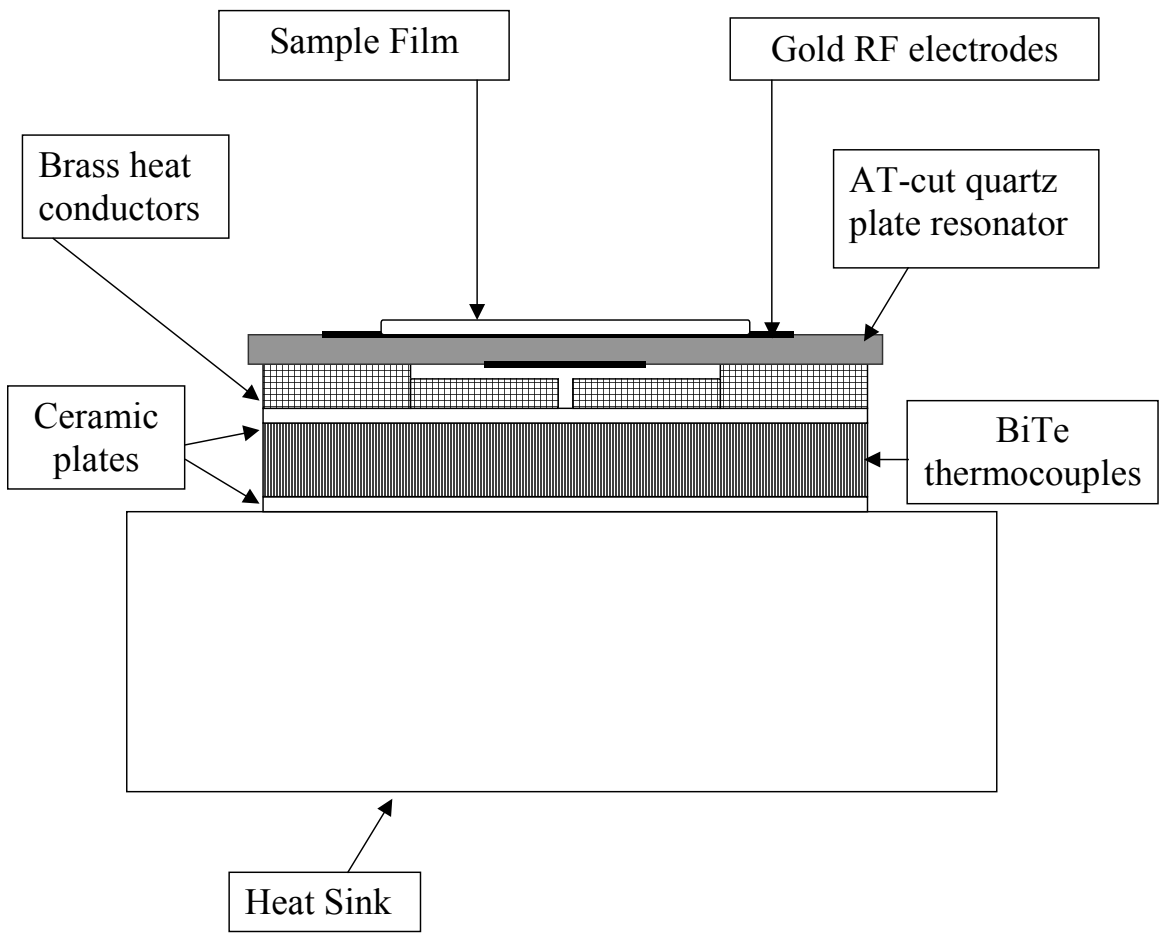 Sample Film
Gold RF electrodes
Brass heat
conductors
AT-cut quartz
plate resonator
Ceramic
plates
BiTe
thermocouples
Heat Sink